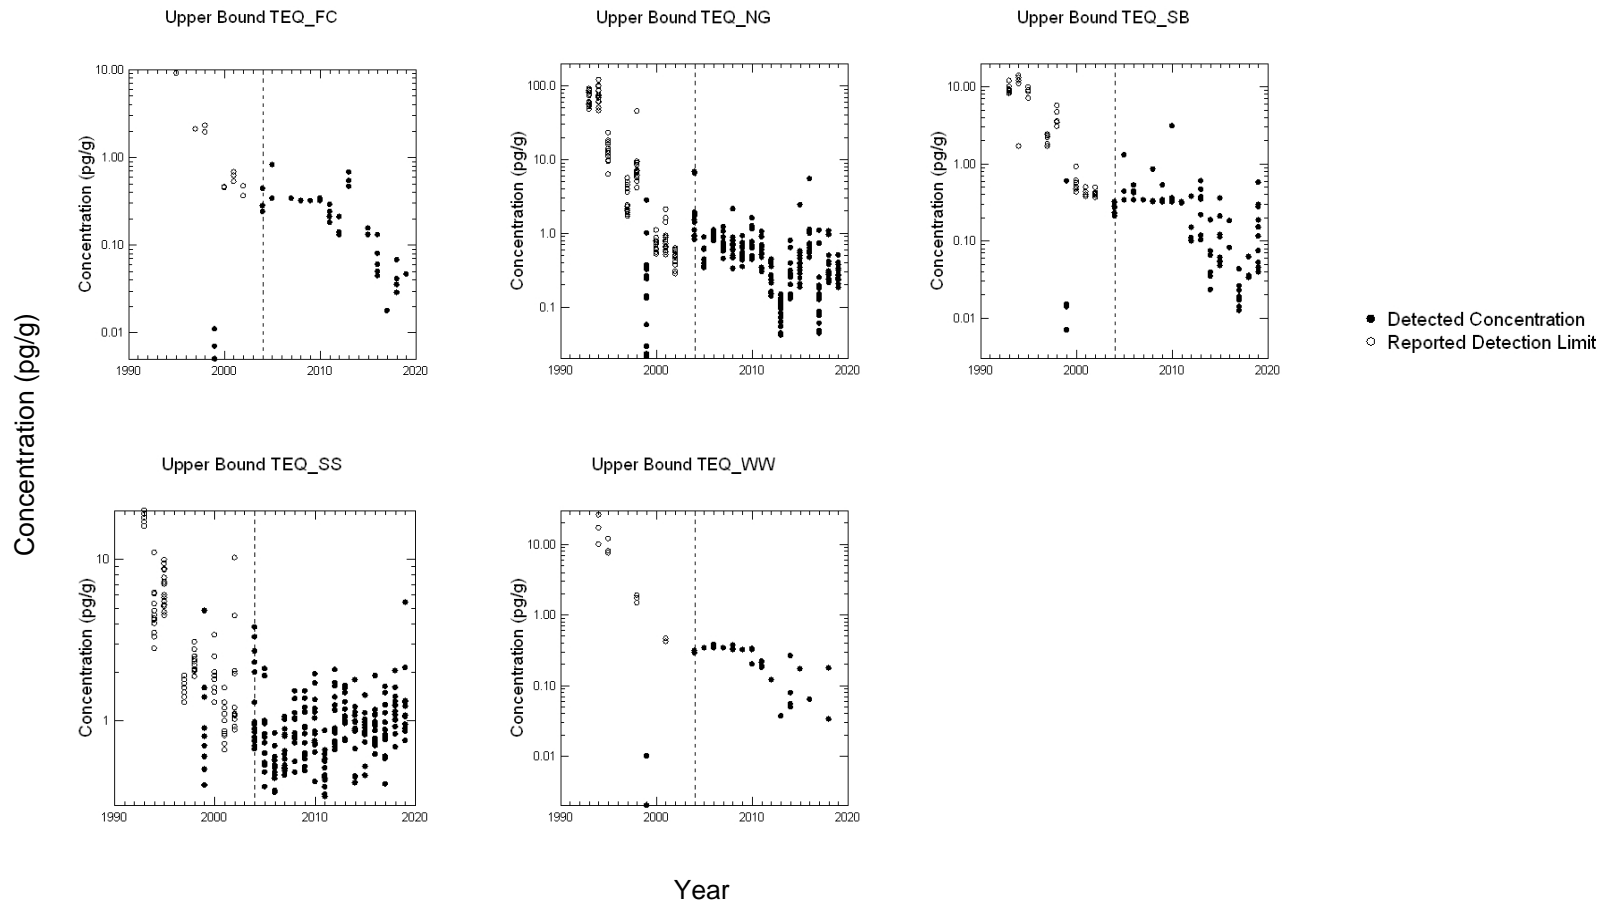 Upper Bound TEQ_FC
Upper Bound TEQ_NG
Upper Bound TEQ_SB
Concentration (pg/g)
10.00
1.00
0.10
0.01
1990
2000
2010
2020
Concentration (pg/g)
100.0
10.0
1.0
0.1
1990
2000
2010
2020
Concentration (pg/g)
10.00
1.00
0.10
0.01
1990
2000
2010
2020
Detected Concentration
Reported Detection Limit
Concentration (pg/g)
Upper Bound TEQ_SS
Upper Bound TEQ_WW
Concentration (pg/g)
10
1
1990
2000
2010
2020
Concentration (pg/g)
10.00
1.00
0.10
0.01
1990
2000
2010
2020
Year